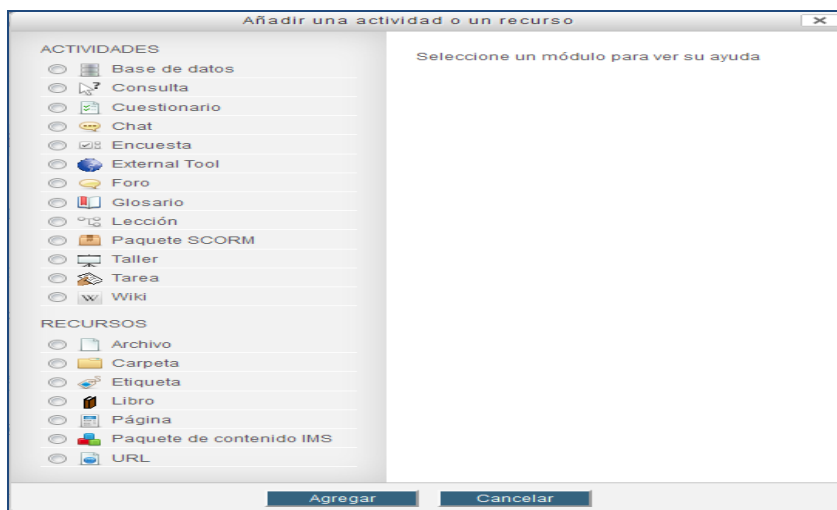 Añadir una actividad o un recurso
ACTIVIDADES
Seleccione un módulo para ver su ayuda
Base de datos
Consulta
Cuestionario
Chat
Encuesta
External Tool
Foro
Glosario
Lección
Paquete SCORM
Taller
Tarea
Wiki
RECURSOS
Archivo
Carpeta
Etiqueta
Libro
Página
Paquete de contenido IMS
URL
Agregar
Cancelar